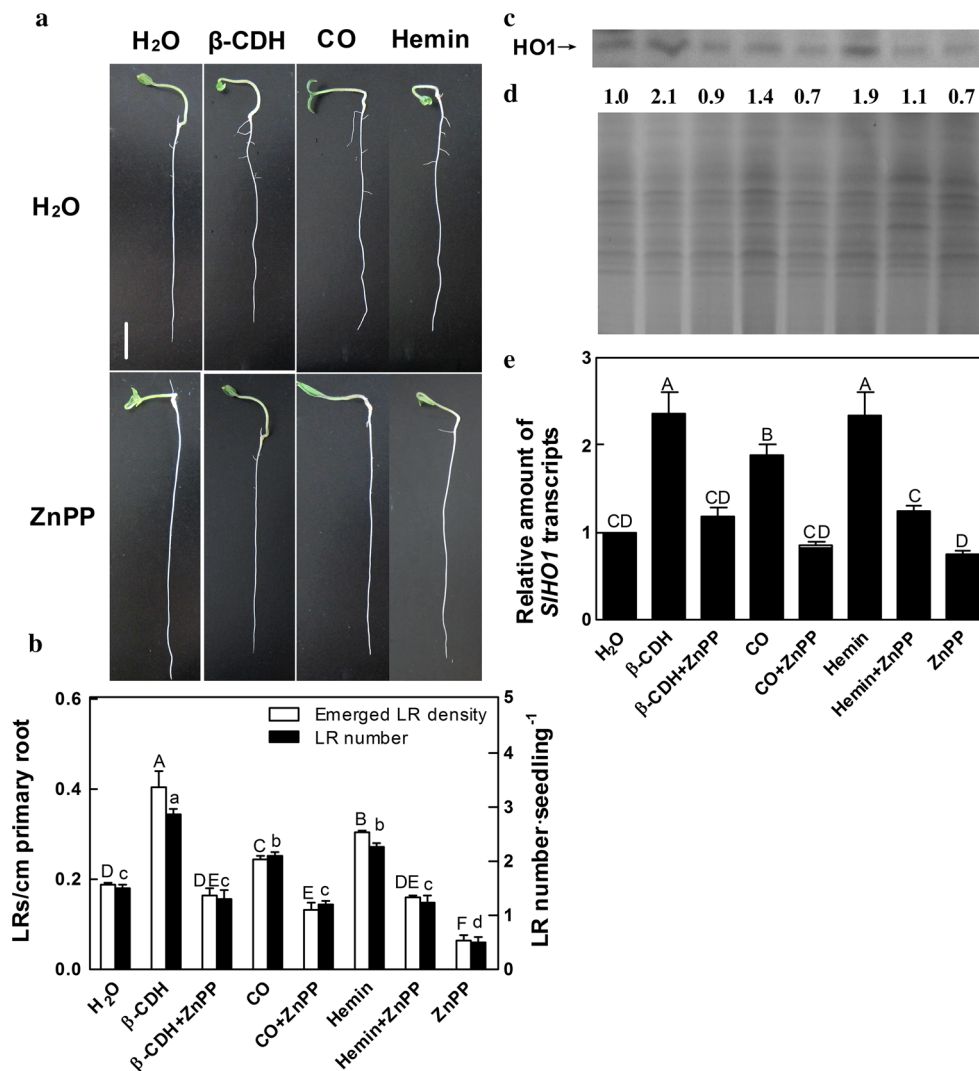 a
H₂O β-CDH CO Hemin
H₂O
ZnPP
b
0.6
0.4
0.2
0.0
LRs/cm primary root
Emerged LR density
LR number
5
4
3
2
1
0
LR number·seedling⁻¹
D c
A a
DE c
C b
E c
B b
DE c
F d
H₂O
β-CDH
β-CDH+ZnPP
CO
CO+ZnPP
Hemin
Hemin+ZnPP
ZnPP
c
HO1→
d
1.0 2.1 0.9 1.4 0.7 1.9 1.1 0.7
e
3
2
1
0
Relative amount of
SlHO1 transcripts
CD
A
CD
B
CD
A
C
D
H₂O
β-CDH
β-CDH+ZnPP
CO
CO+ZnPP
Hemin
Hemin+ZnPP
ZnPP